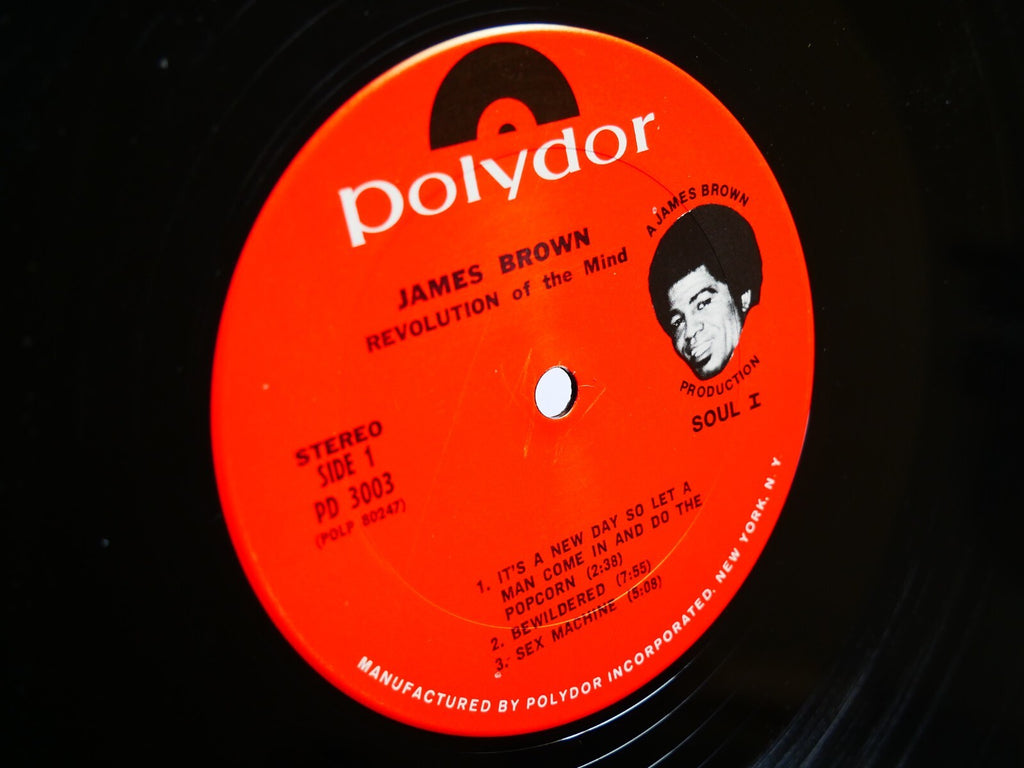 polydor
JAMES BROWN
REVOLUTION of the Mind
A JAMES BROWN
PRODUCTION
SOUL I
STEREO
SIDE 1
PD 3003
(POLP 80247)
1. IT'S A NEW DAY SO LET A
MAN COME IN AND DO THE
POPCORN (2:38)
2. BEWILDERED (7:55)
3. SEX MACHINE (5:08)
MANUFACTURED BY POLYDOR INCORPORATED, NEW YORK, N.Y